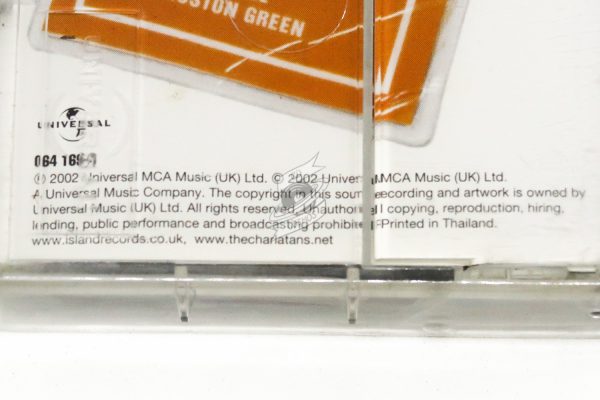 USTON GREEN
UNIVERSAL
℗ 2002 Universal MCA Music (UK) Ltd. © 2002 Universal MCA Music (UK) Ltd.
A Universal Music Company. The copyright in this sound recording and artwork is owned by
Universal Music (UK) Ltd. All rights reserved. Unauthorised copying, reproduction, hiring,
lending, public performance and broadcasting prohibited. Printed in Thailand.
www.islandrecords.co.uk, www.thecharlatans.net